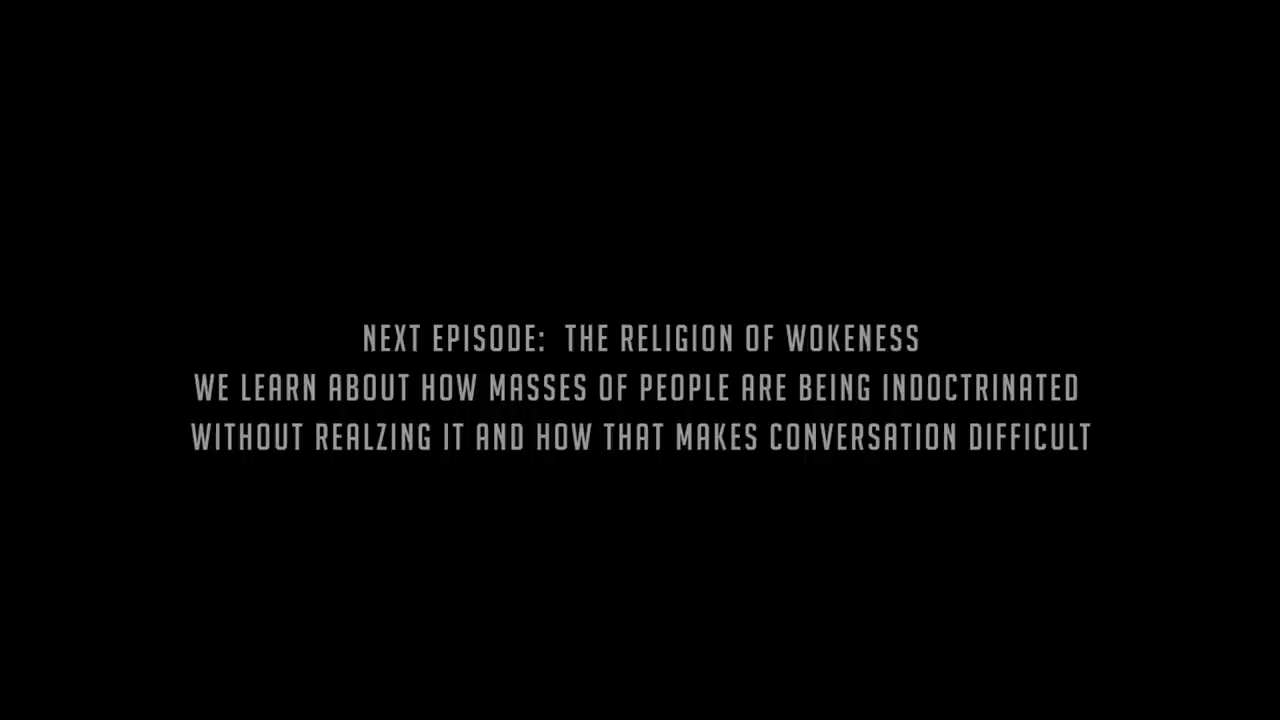 NEXT EPISODE: THE RELIGION OF WOKENESS
WE LEARN ABOUT HOW MASSES OF PEOPLE ARE BEING INDOCTRINATED
WITHOUT REALZING IT AND HOW THAT MAKES CONVERSATION DIFFICULT